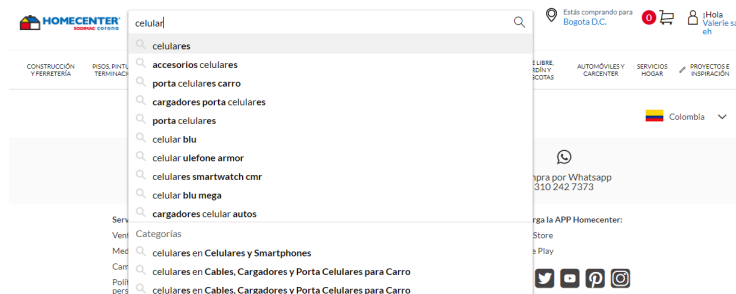 HOMECENTER
SODIMAC corona
celular
Estás comprando para
Bogota D.C.
0
¡Hola
Valerie sa
eh
CONSTRUCCIÓN
Y FERRETERÍA
PISOS, PINTU
TERMINACI
E LIBRE,
RDÍN Y
SCOTAS
AUTOMÓVILES Y
CARCENTER
SERVICIOS
HOGAR
PROYECTOS E
INSPIRACIÓN
celulares
accesorios celulares
porta celulares carro
cargadores porta celulares
porta celulares
celular blu
celular ulefone armor
celulares smartwatch cmr
celular blu mega
cargadores celular autos
Categorías
celulares en Celulares y Smartphones
celulares en Cables, Cargadores y Porta Celulares para Carro
celulares en Cables, Cargadores y Porta Celulares para Carro
Colombia
mpra por Whatsapp
310 242 7373
Serv
Vent
Med
Cam
Polít
pers
rga la APP Homecenter:
Store
e Play